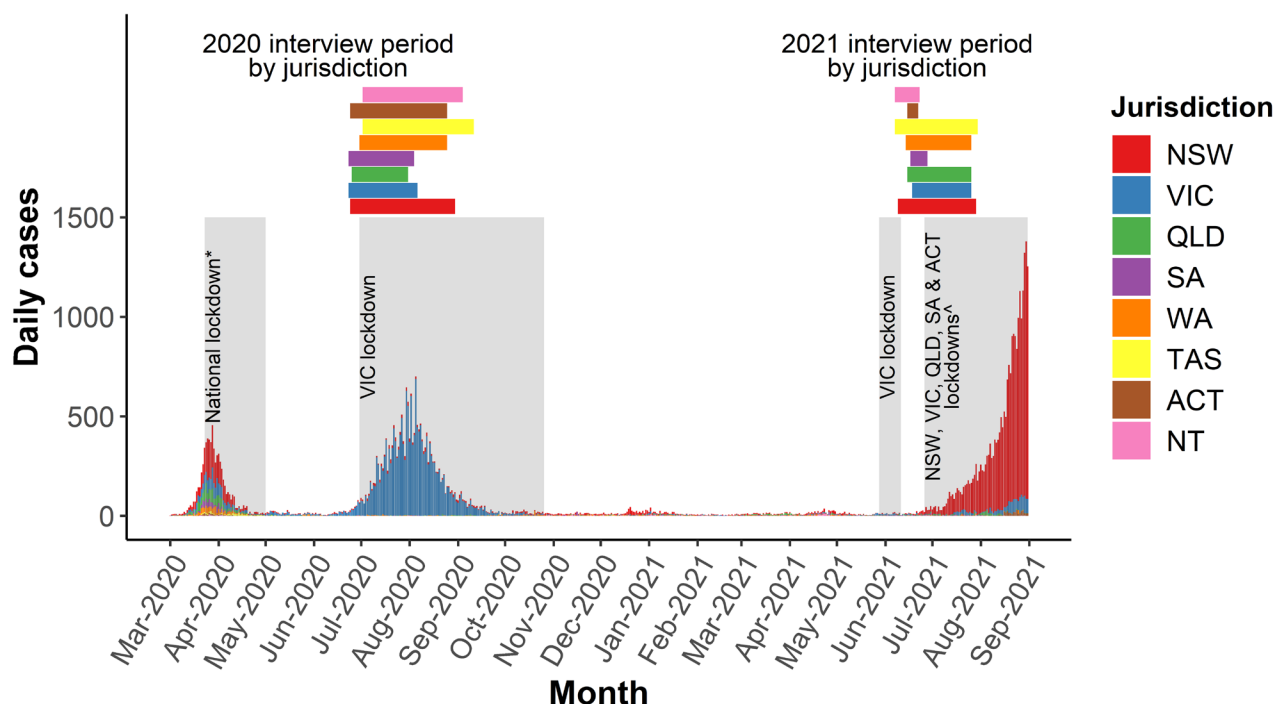 2020 interview period
by jurisdiction
2021 interview period
by jurisdiction
Jurisdiction
NSW
VIC
QLD
SA
WA
TAS
ACT
NT
Daily cases
1500
1000
500
0
National lockdown*
VIC lockdown
VIC lockdown
NSW, VIC, QLD, SA & ACT
lockdowns^
Mar-2020
Apr-2020
May-2020
Jun-2020
Jul-2020
Aug-2020
Sep-2020
Oct-2020
Nov-2020
Dec-2020
Jan-2021
Feb-2021
Mar-2021
Apr-2021
May-2021
Jun-2021
Jul-2021
Aug-2021
Sep-2021
Month